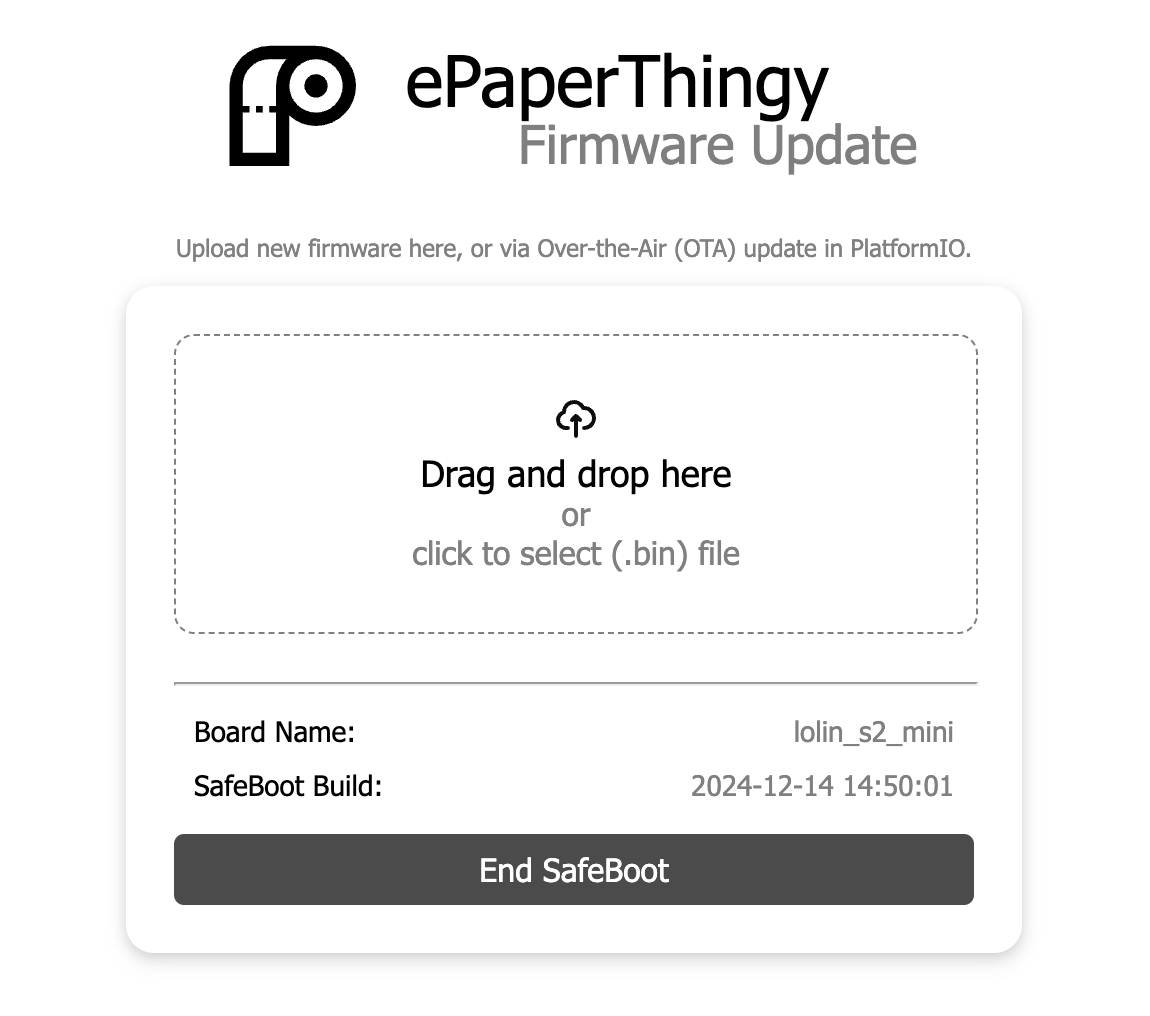 ePaperThingy
Firmware Update
Upload new firmware here, or via Over-the-Air (OTA) update in PlatformIO.
Drag and drop here
or
click to select (.bin) file
Board Name: lolin_s2_mini
SafeBoot Build: 2024-12-14 14:50:01
End SafeBoot